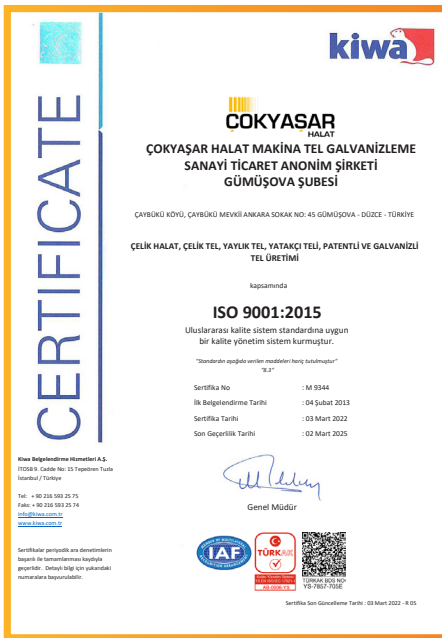 kiwa
CERTIFICATE
ÇOKYAŞAR
HALAT
ÇOKYAŞAR HALAT MAKİNA TEL GALVANİZLEME
SANAYİ TİCARET ANONİM ŞİRKETİ
GÜMÜŞOVA ŞUBESİ
ÇAYBÜKÜ KÖYÜ, ÇAYBÜKÜ MEVKİİ ANKARA SOKAK NO: 45 GÜMÜŞOVA - DÜZCE - TÜRKİYE
ÇELİK HALAT, ÇELİK TEL, YAYLIK TEL, YATAKÇI TELİ, PATENTLİ VE GALVANİZLİ
TEL ÜRETİMİ
kapsamında
ISO 9001:2015
Uluslararası kalite sistem standardına uygun
bir kalite yönetim sistem kurmuştur.
"Standardın aşağıda verilen maddeleri hariç tutulmuştur"
"8.3"
Sertifika No : M 9344
İlk Belgelendirme Tarihi : 04 Şubat 2013
Sertifika Tarihi : 03 Mart 2022
Son Geçerlilik Tarihi : 02 Mart 2025
Genel Müdür
Kiwa Belgelendirme Hizmetleri A.Ş.
İTOSB 9. Cadde No: 15 Tepeören Tuzla
İstanbul / Türkiye
Tel: + 90 216 593 25 75
Faks: + 90 216 593 25 74
info@kiwa.com.tr
www.kiwa.com.tr
Sertifikalar periyodik ara denetimlerin
başarılı ile tamamlanması kaydıyla
geçerlidir. Detaylı bilgi için yukarıdaki
numaralara başvurulabilir.
IAF
TÜRKAK
AB-0006-YS
TÜRKAK BDS NO:
YS-7857-705E
Sertifika Son Güncelleme Tarihi : 03 Mart 2022 - R 05